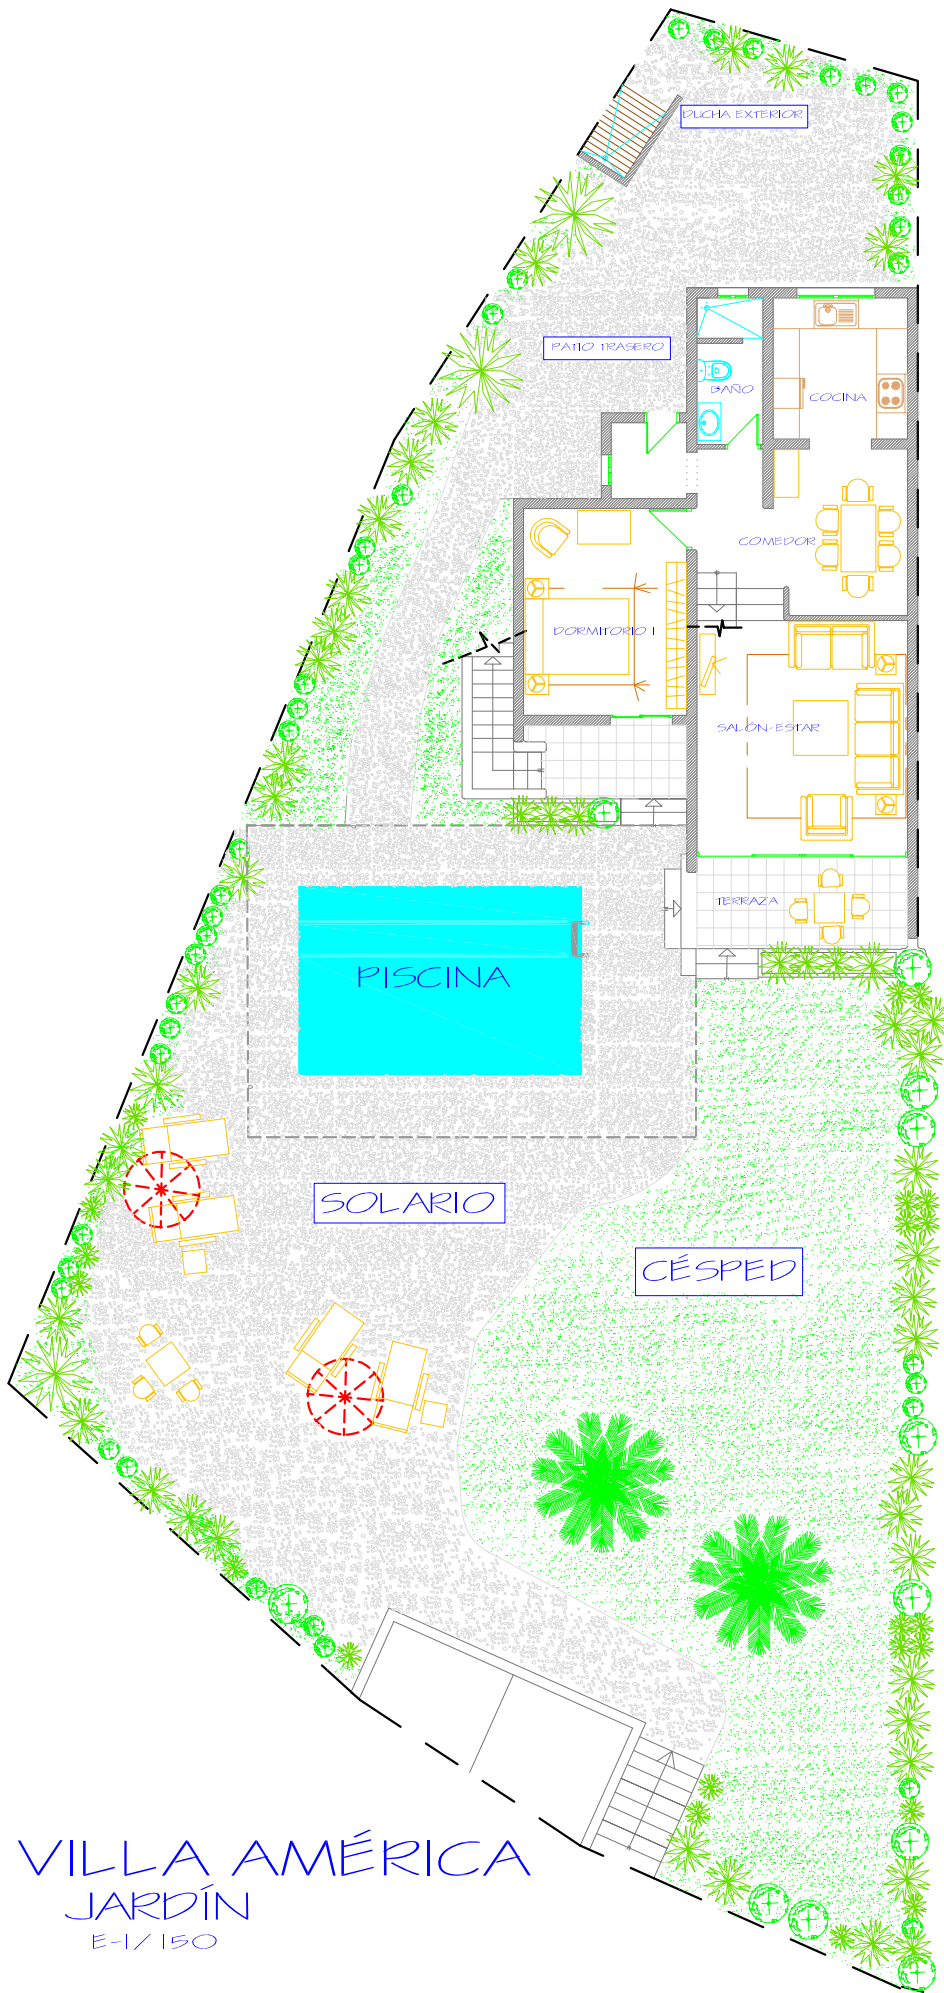 DUCHA EXTERIOR
PATIO TRASERO
BAÑO
COCINA
COMEDOR
DORMITORIO 1
SALÓN-ESTAR
TERRAZA
PISCINA
SOLARIO
CÉSPED
VILLA AMÉRICA
JARDÍN
E-1/150